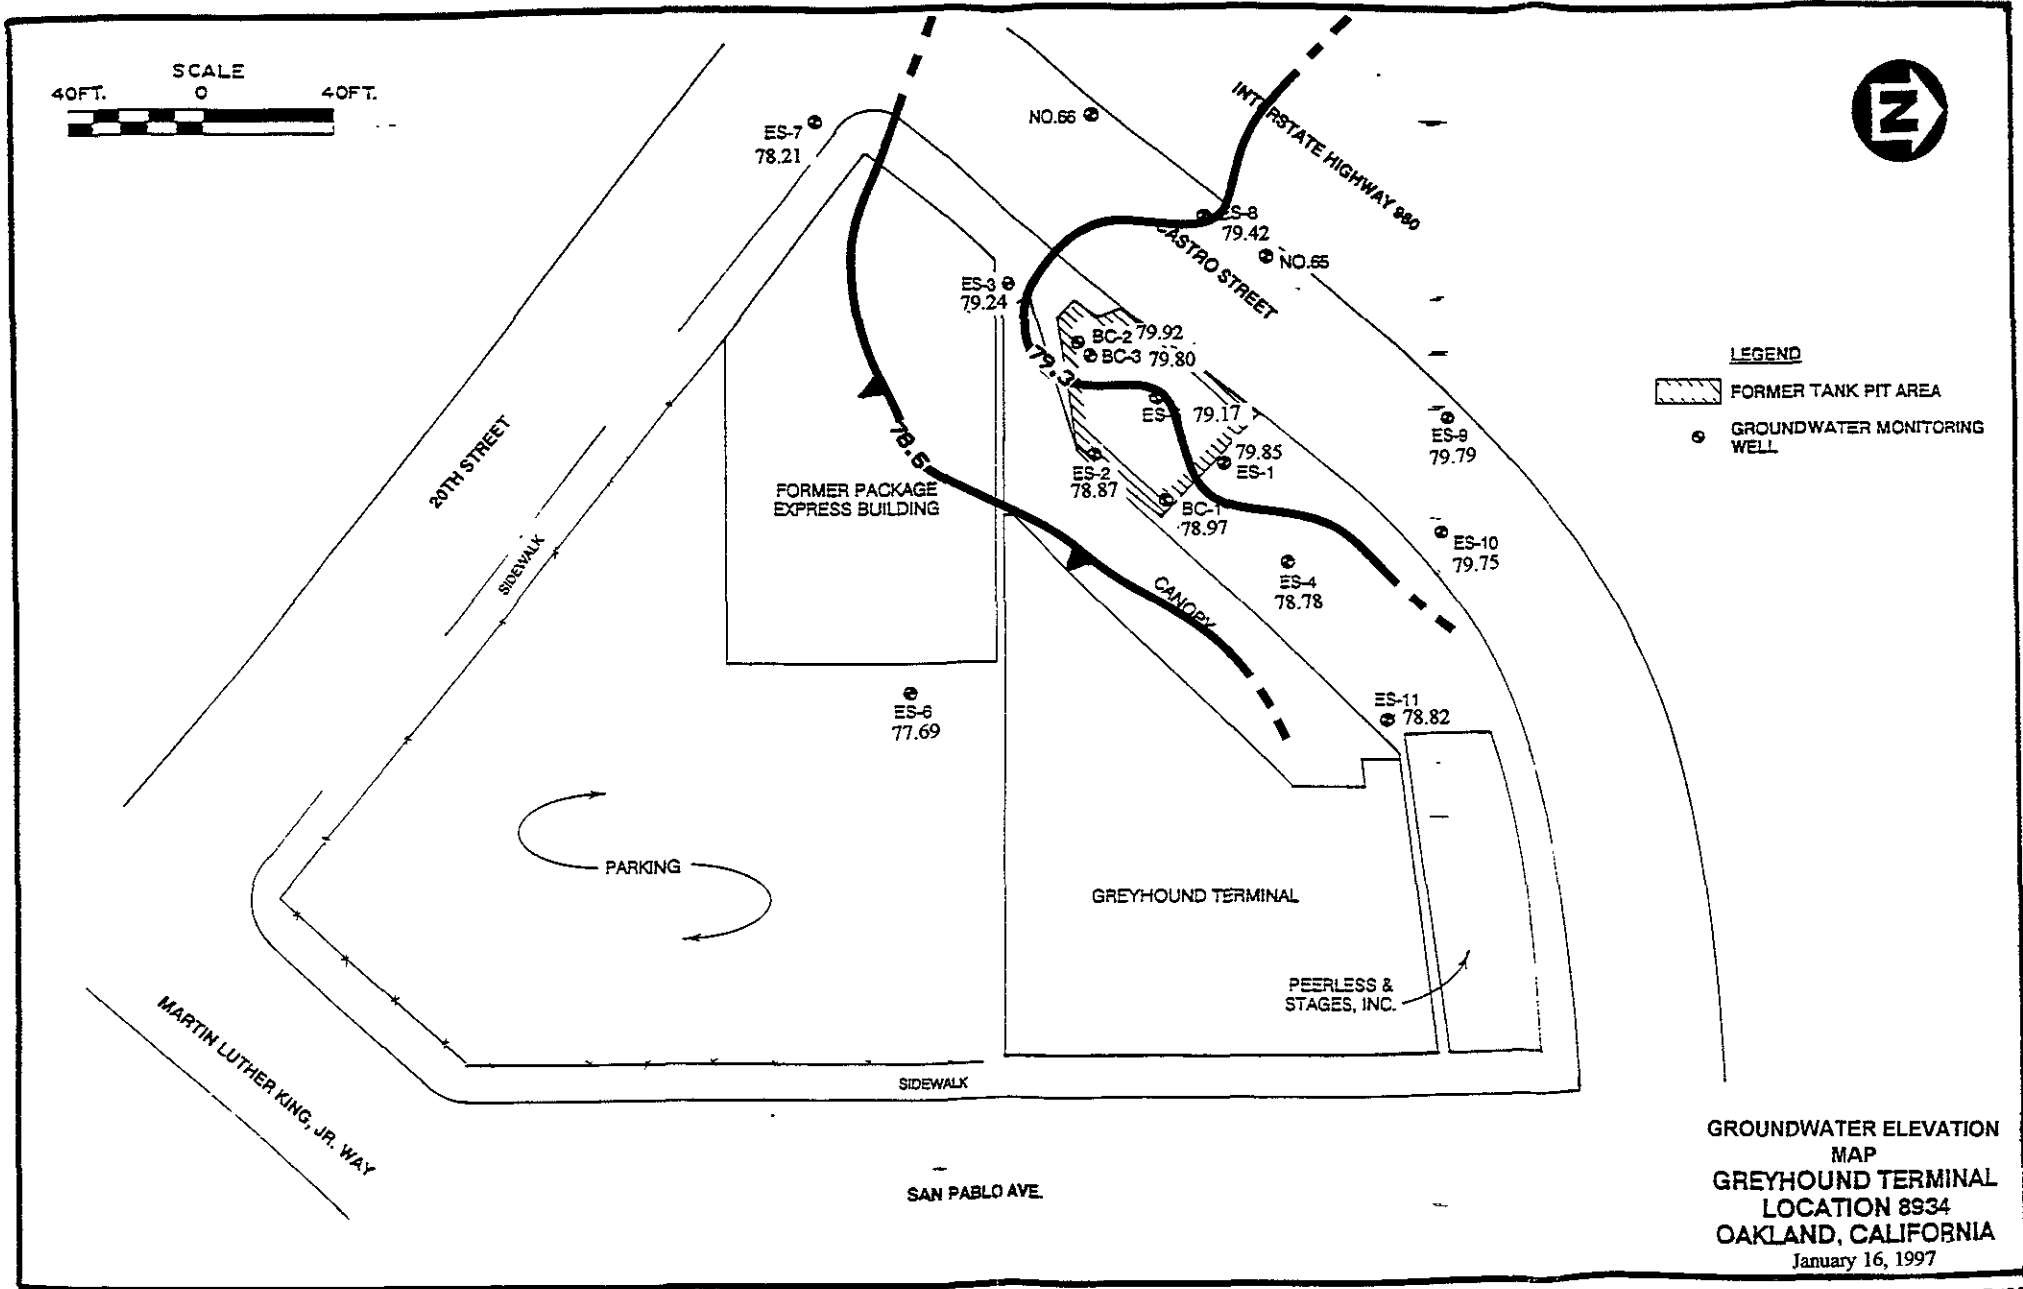 SCALE
40FT. 0 40FT.
N
ES-7
78.21
NO.66
INTERSTATE HIGHWAY 980
ES-8
79.42
CASTRO STREET
NO.65
ES-3
79.24
BC-2 79.92
BC-3 79.80
79.3
ES- 79.17
79.85
ES-1
ES-2
78.87
BC-1
78.97
ES-9
79.79
ES-10
79.75
ES-4
78.78
ES-11
78.82
LEGEND
FORMER TANK PIT AREA
GROUNDWATER MONITORING
WELL
20TH STREET
SIDEWALK
78.6
FORMER PACKAGE
EXPRESS BUILDING
CANOPY
ES-6
77.69
PARKING
GREYHOUND TERMINAL
PEERLESS &
STAGES, INC.
SIDEWALK
MARTIN LUTHER KING, JR. WAY
SAN PABLO AVE.
GROUNDWATER ELEVATION
MAP
GREYHOUND TERMINAL
LOCATION 8934
OAKLAND, CALIFORNIA
January 16, 1997